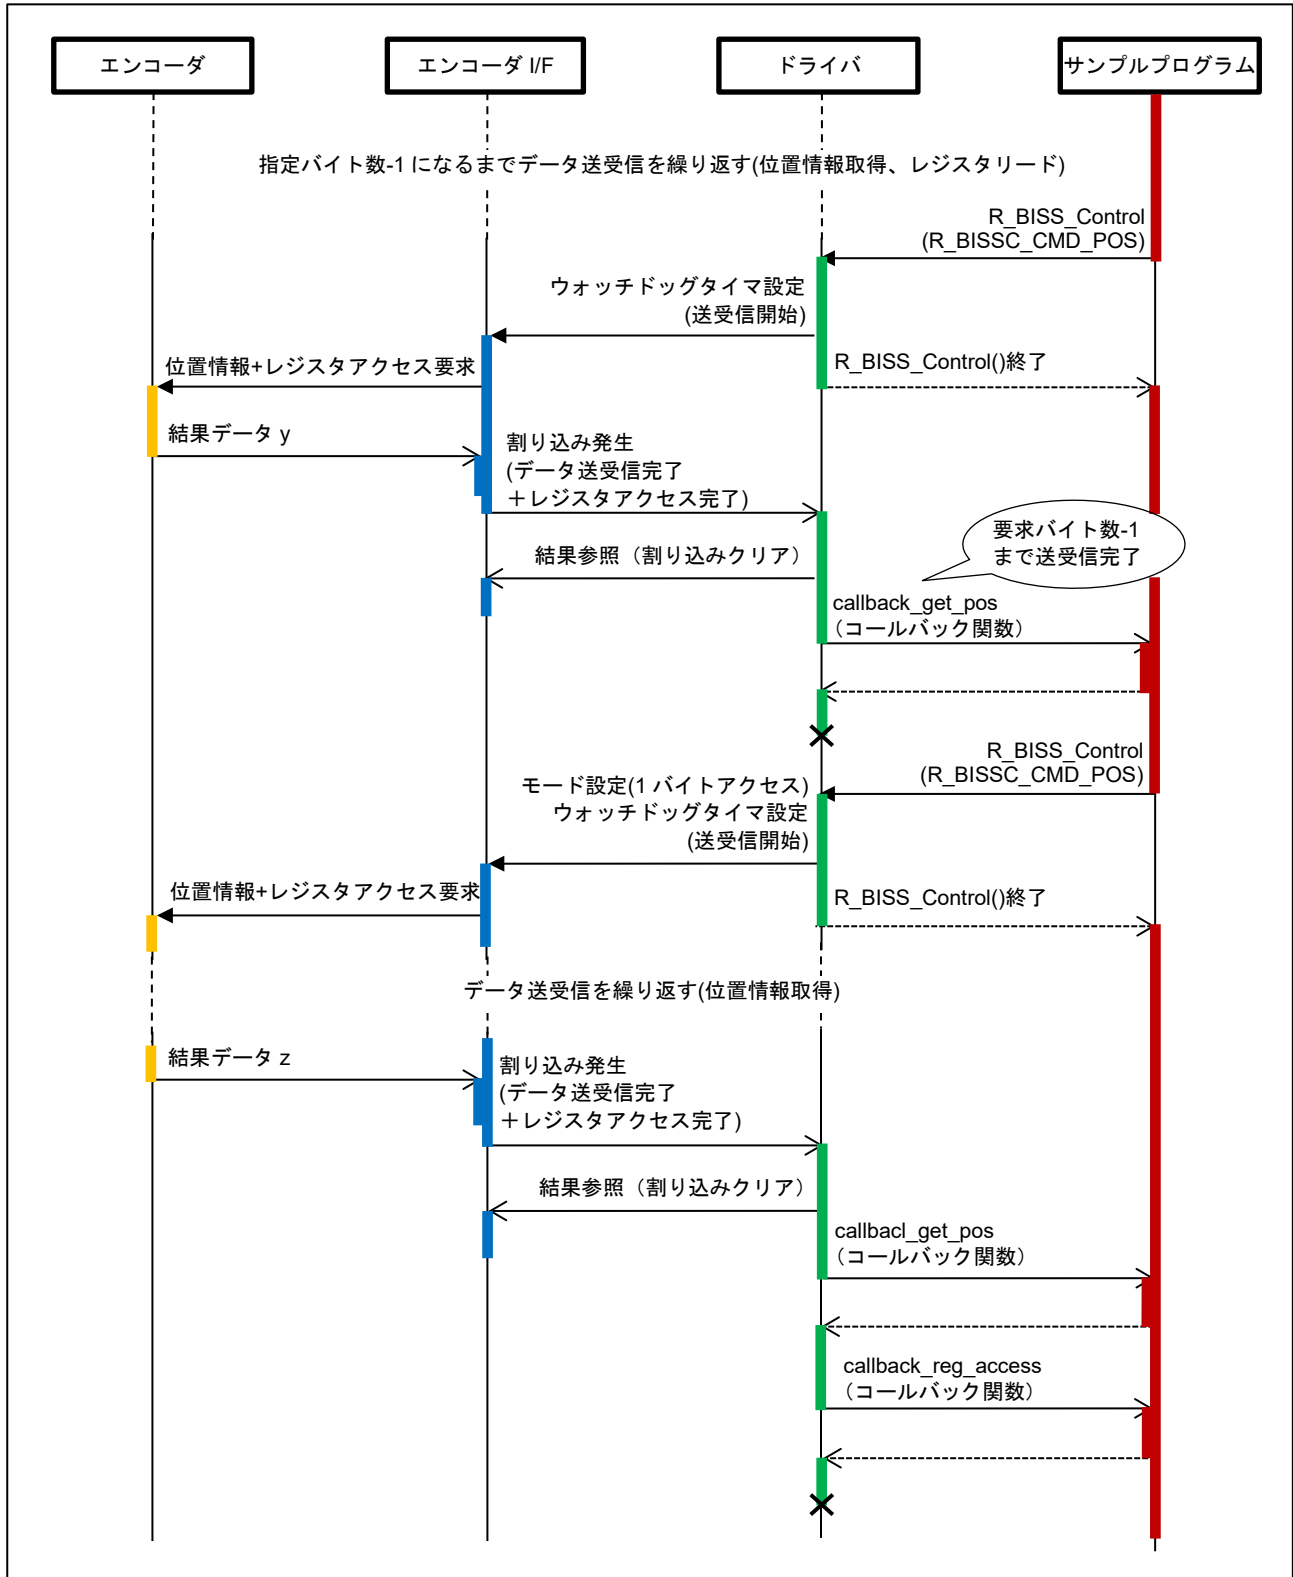 エンコーダ
エンコーダ I/F
ドライバ
サンプルプログラム
指定バイト数-1 になるまでデータ送受信を繰り返す(位置情報取得、レジスタリード)
R_BISS_Control
(R_BISSC_CMD_POS)
ウォッチドッグタイマ設定
(送受信開始)
位置情報+レジスタアクセス要求
R_BISS_Control()終了
結果データ y
割り込み発生
(データ送受信完了
＋レジスタアクセス完了)
要求バイト数-1
まで送受信完了
結果参照（割り込みクリア）
callback_get_pos
（コールバック関数）
R_BISS_Control
(R_BISSC_CMD_POS)
モード設定(1 バイトアクセス)
ウォッチドッグタイマ設定
(送受信開始)
位置情報+レジスタアクセス要求
R_BISS_Control()終了
データ送受信を繰り返す(位置情報取得)
結果データ z
割り込み発生
(データ送受信完了
＋レジスタアクセス完了)
結果参照（割り込みクリア）
callbacl_get_pos
（コールバック関数）
callback_reg_access
（コールバック関数）